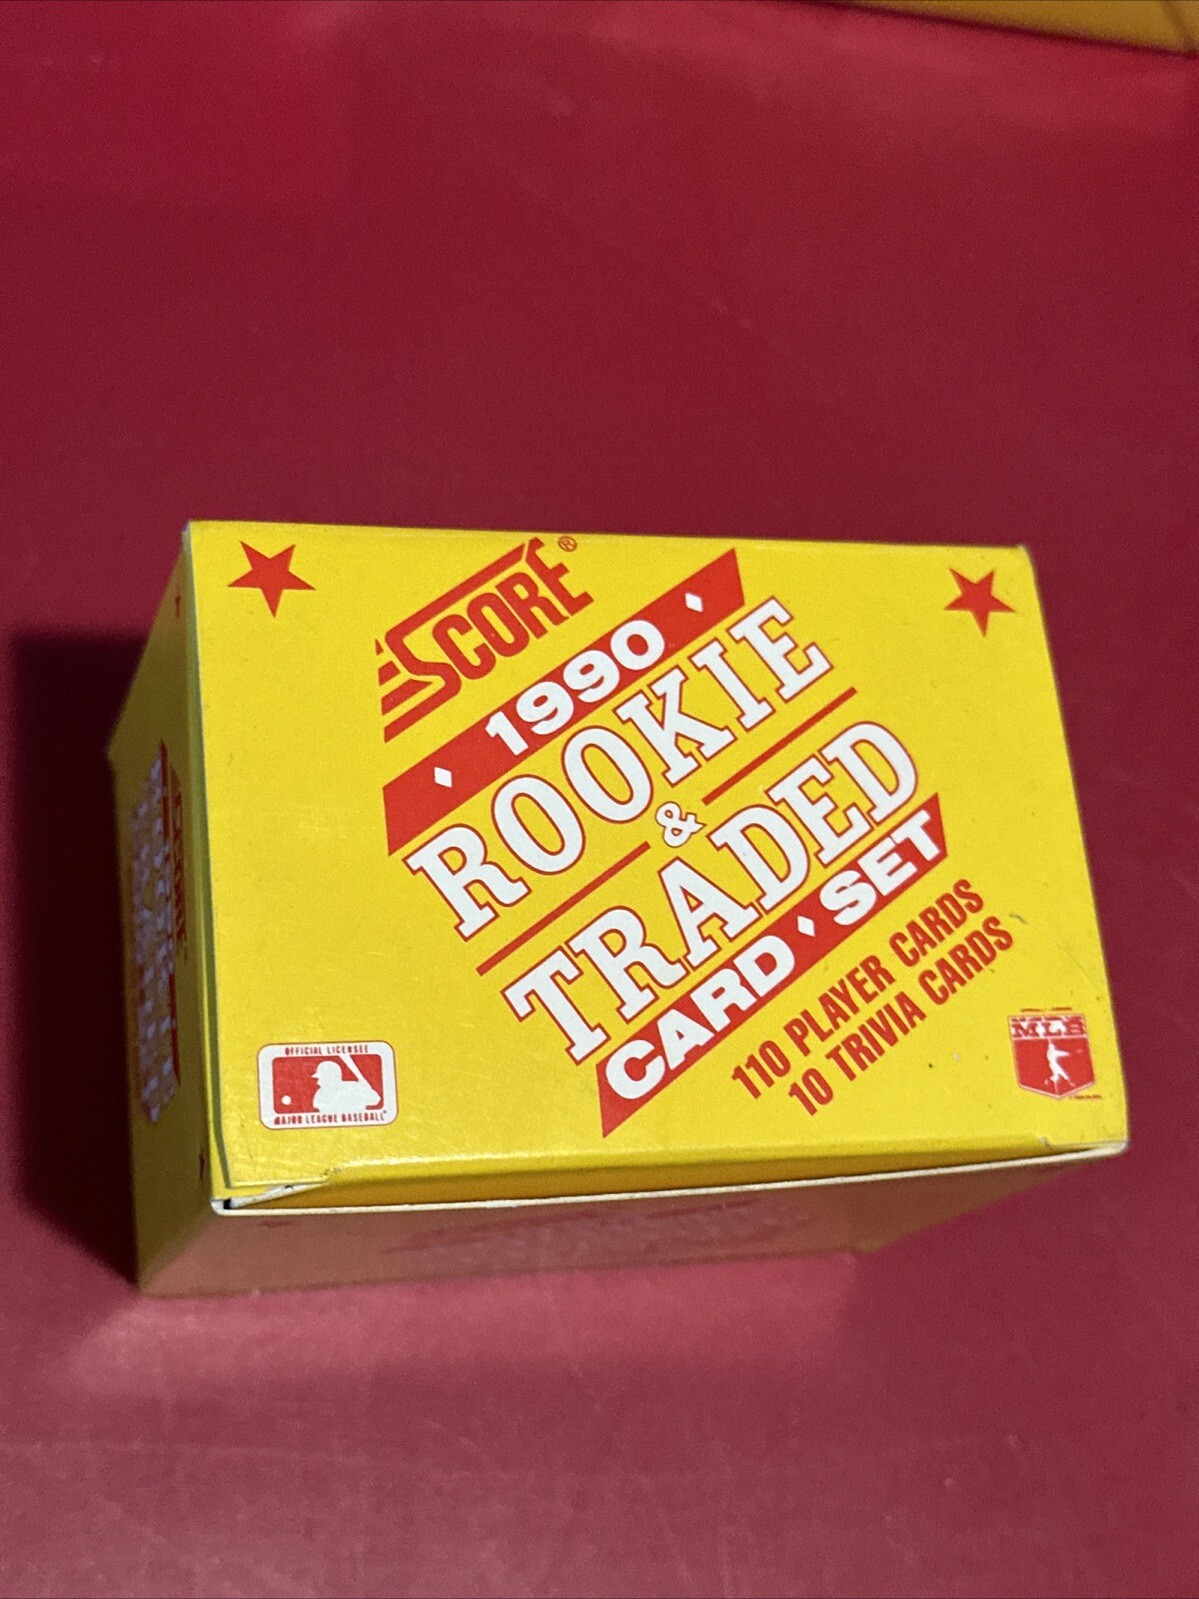 SCORE®
1990
ROOKIE
&
TRADED
CARD SET
110 PLAYER CARDS
10 TRIVIA CARDS
OFFICIAL LICENSEE
MAJOR LEAGUE BASEBALL
MLB